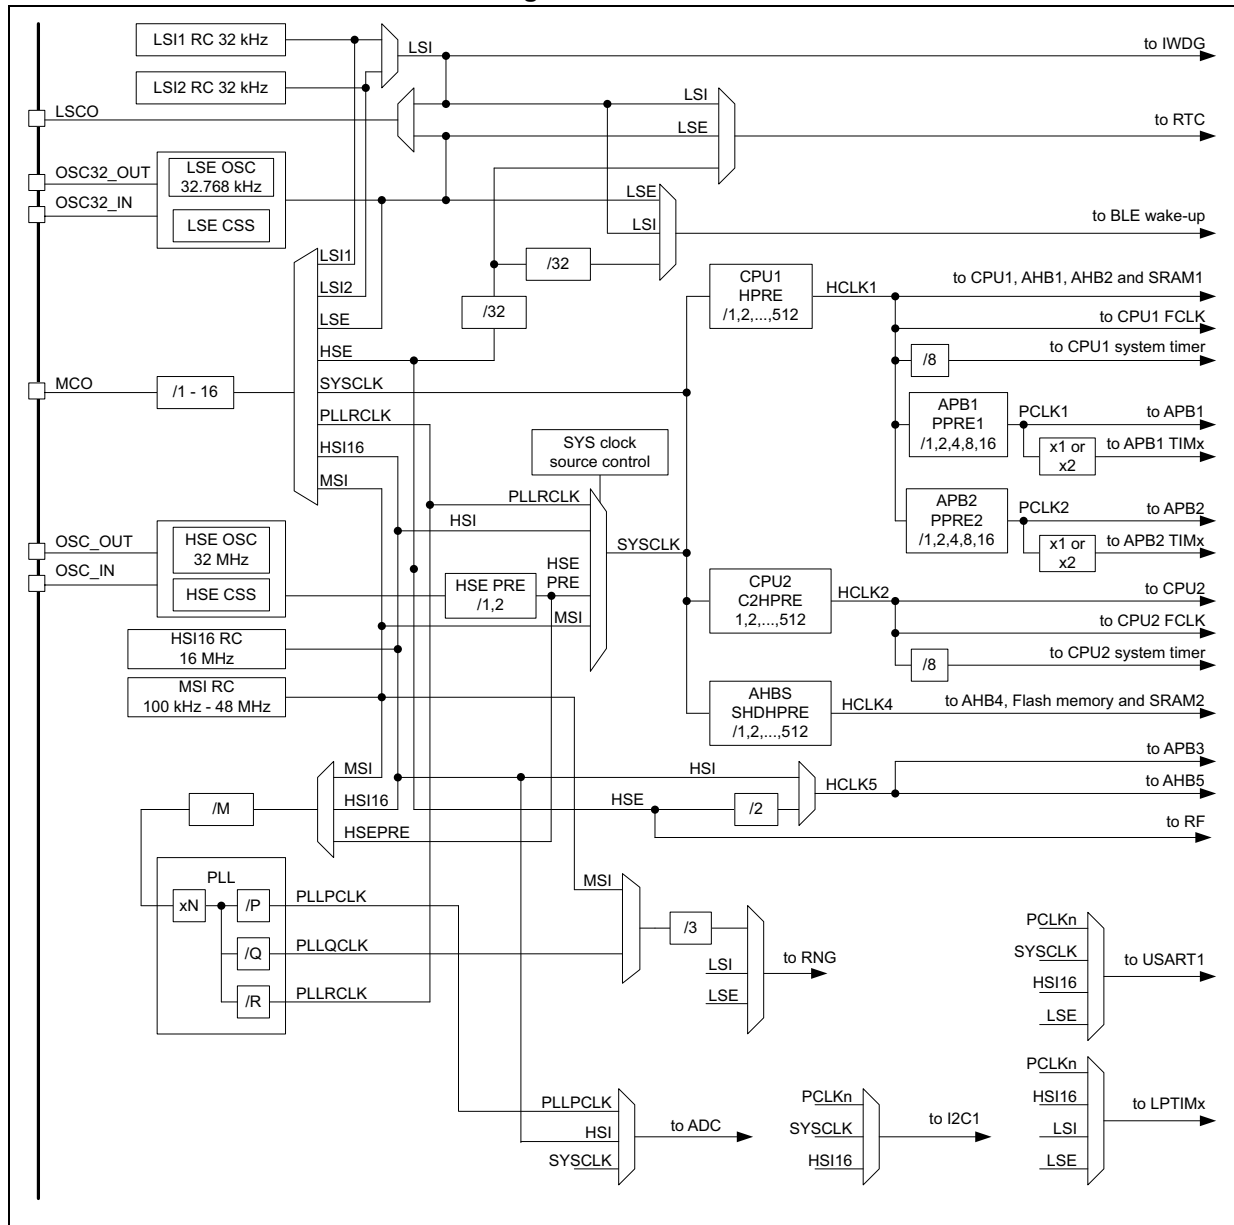 LSI1 RC 32 kHz
LSI
to IWDG
LSI2 RC 32 kHz
LSI
LSCO
LSE
to RTC
OSC32_OUT
LSE OSC
32.768 kHz
OSC32_IN
LSE CSS
LSE
LSI
to BLE wake-up
LSI1
/32
LSI2
/32
CPU1
HPRE
/1,2,...,512
HCLK1
to CPU1, AHB1, AHB2 and SRAM1
LSE
to CPU1 FCLK
HSE
/8
to CPU1 system timer
MCO
/1 - 16
SYSCLK
PLLRCLK
APB1
PPRE1
/1,2,4,8,16
PCLK1
to APB1
HSI16
x1 or
x2
to APB1 TIMx
MSI
SYS clock
source control
PLLRCLK
HSI
APB2
PPRE2
/1,2,4,8,16
PCLK2
to APB2
x1 or
x2
to APB2 TIMx
OSC_OUT
HSE OSC
32 MHz
OSC_IN
HSE CSS
SYSCLK
HSE PRE
/1,2
HSE
PRE
MSI
CPU2
C2HPRE
1,2,...,512
HCLK2
to CPU2
to CPU2 FCLK
/8
to CPU2 system timer
HSI16 RC
16 MHz
MSI RC
100 kHz - 48 MHz
AHBS
SHDHPRE
/1,2,...,512
HCLK4
to AHB4, Flash memory and SRAM2
MSI
HSI
to APB3
/M
HSI16
HSE
/2
HCLK5
to AHB5
HSEPRE
to RF
PLL
xN
/P
PLLPCLK
MSI
/Q
PLLQCLK
/3
/R
PLLRCLK
LSI
LSE
to RNG
PCLKn
SYSCLK
HSI16
LSE
to USART1
PLLPCLK
HSI
SYSCLK
to ADC
PCLKn
SYSCLK
HSI16
to I2C1
PCLKn
HSI16
LSI
LSE
to LPTIMx